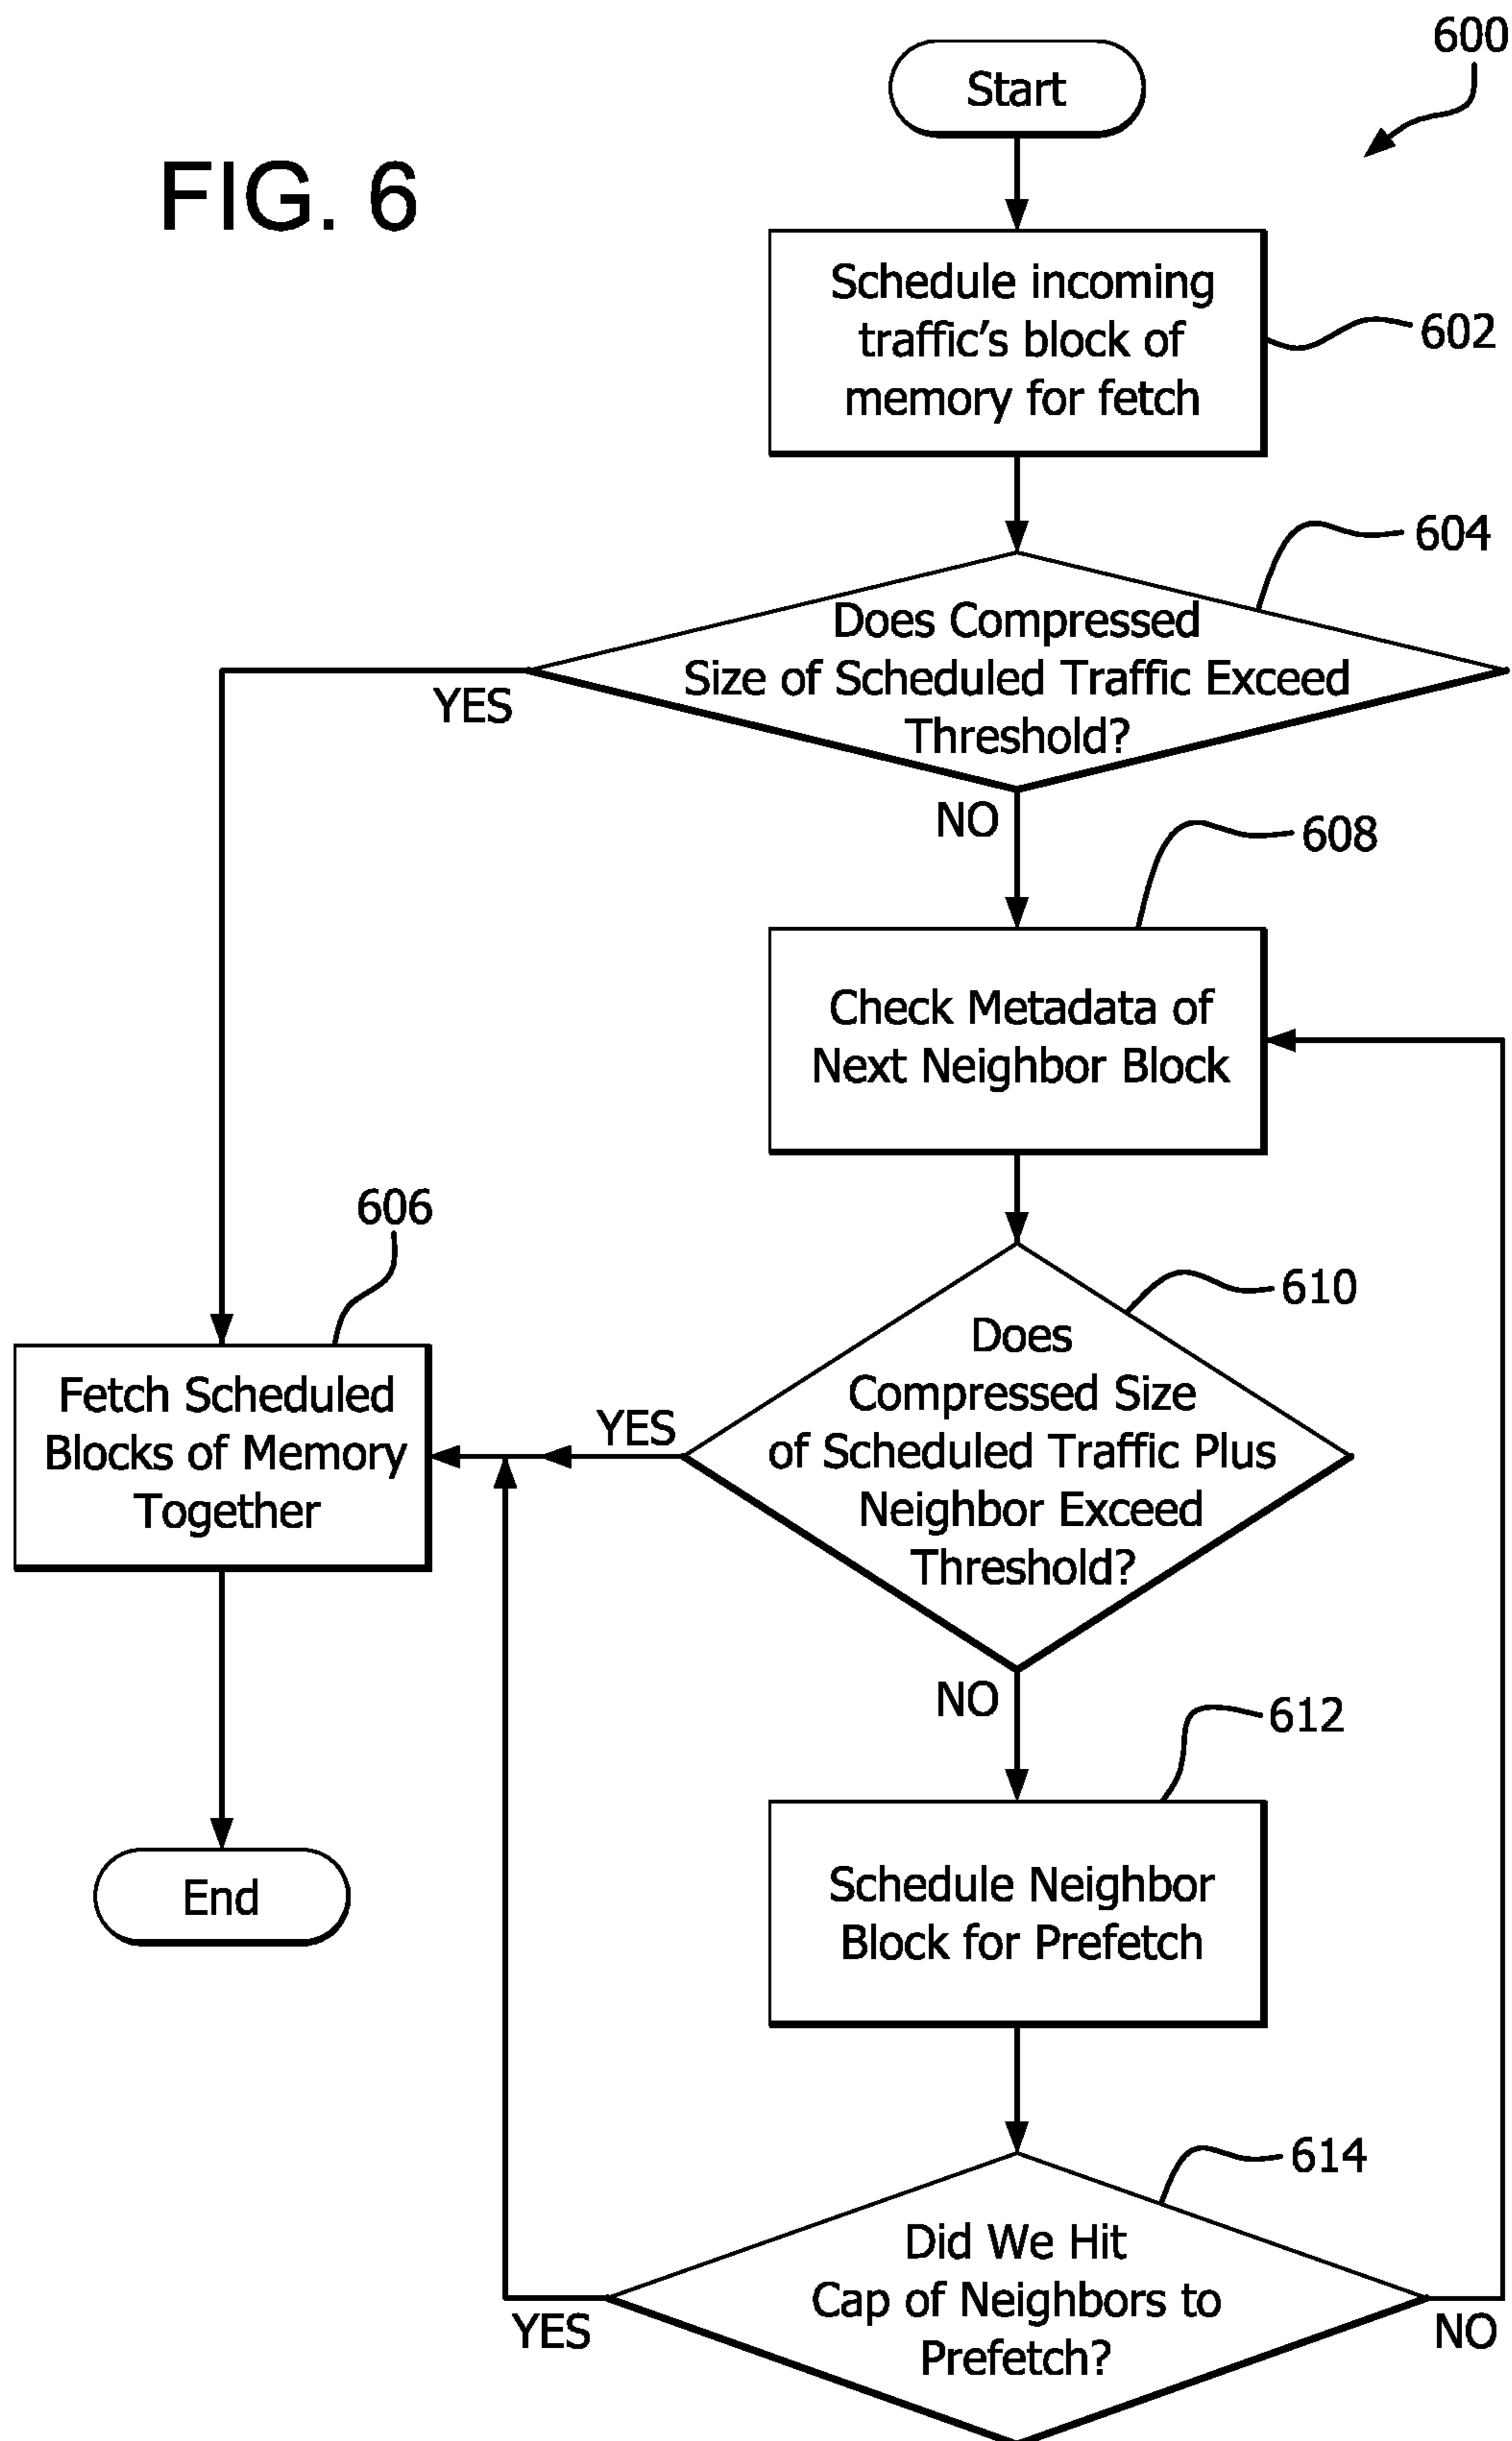 600
Start
FIG. 6
Schedule incoming
traffic's block of
memory for fetch
602
604
Does Compressed
Size of Scheduled Traffic Exceed
Threshold?
YES
NO
608
Check Metadata of
Next Neighbor Block
606
610
Fetch Scheduled
Blocks of Memory
Together
YES
Does
Compressed Size
of Scheduled Traffic Plus
Neighbor Exceed
Threshold?
NO
612
End
Schedule Neighbor
Block for Prefetch
614
Did We Hit
Cap of Neighbors to
Prefetch?
YES
NO